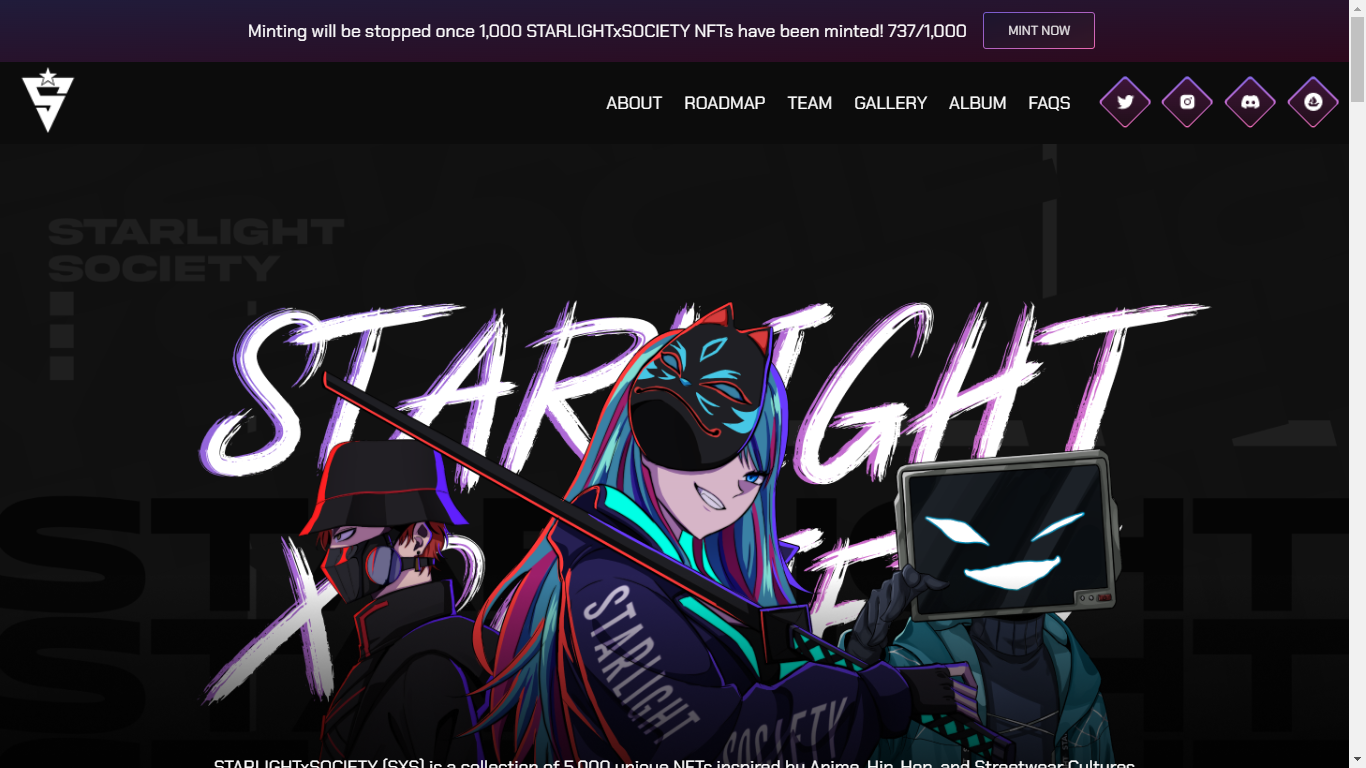 Minting will be stopped once 1,000 STARLIGHTxSOCIETY NFTs have been minted! 737/1,000 MINT NOW
ABOUT ROADMAP TEAM GALLERY ALBUM FAQS
STARLIGHT
SOCIETY
STARLIGHT
STARLIGHT
SOCIETY
STARLIGHTxSOCIETY (SXS) is a collection of 5,000 unique NFTs inspired by Anime, Hip-Hop, and Streetwear Cultures.